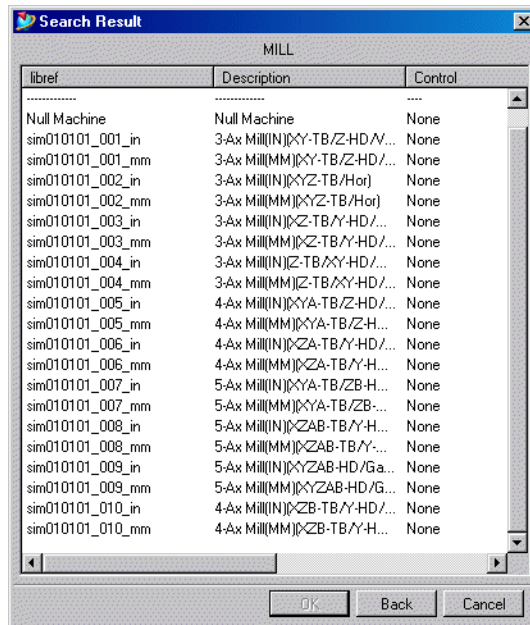 Search Result
MILL
libref Description Control
------------- ------------- ----
Null Machine Null Machine None
sim010101_001_in 3-Ax Mill(IN)(XY-TB/Z-HD/V... None
sim010101_001_mm 3-Ax Mill(MM)(XY-TB/Z-HD/... None
sim010101_002_in 3-Ax Mill(IN)(XYZ-TB/Hor) None
sim010101_002_mm 3-Ax Mill(MM)(XYZ-TB/Hor) None
sim010101_003_in 3-Ax Mill(IN)(XZ-TB/Y-HD/... None
sim010101_003_mm 3-Ax Mill(MM)(XZ-TB/Y-HD/... None
sim010101_004_in 3-Ax Mill(IN)(Z-TB/XY-HD/... None
sim010101_004_mm 3-Ax Mill(MM)(Z-TB/XY-HD/... None
sim010101_005_in 4-Ax Mill(IN)(XYA-TB/Z-HD/... None
sim010101_005_mm 4-Ax Mill(MM)(XYA-TB/Z-H... None
sim010101_006_in 4-Ax Mill(IN)(XZA-TB/Y-HD/... None
sim010101_006_mm 4-Ax Mill(MM)(XZA-TB/Y-H... None
sim010101_007_in 5-Ax Mill(IN)(XYA-TB/ZB-H... None
sim010101_007_mm 5-Ax Mill(MM)(XYA-TB/ZB-... None
sim010101_008_in 5-Ax Mill(IN)(XZAB-TB/Y-H... None
sim010101_008_mm 5-Ax Mill(MM)(XZAB-TB/Y-... None
sim010101_009_in 5-Ax Mill(IN)(XYZAB-HD/Ga... None
sim010101_009_mm 5-Ax Mill(MM)(XYZAB-HD/G... None
sim010101_010_in 4-Ax Mill(IN)(XZB-TB/Y-HD/... None
sim010101_010_mm 4-Ax Mill(MM)(XZB-TB/Y-H... None
OK Back Cancel